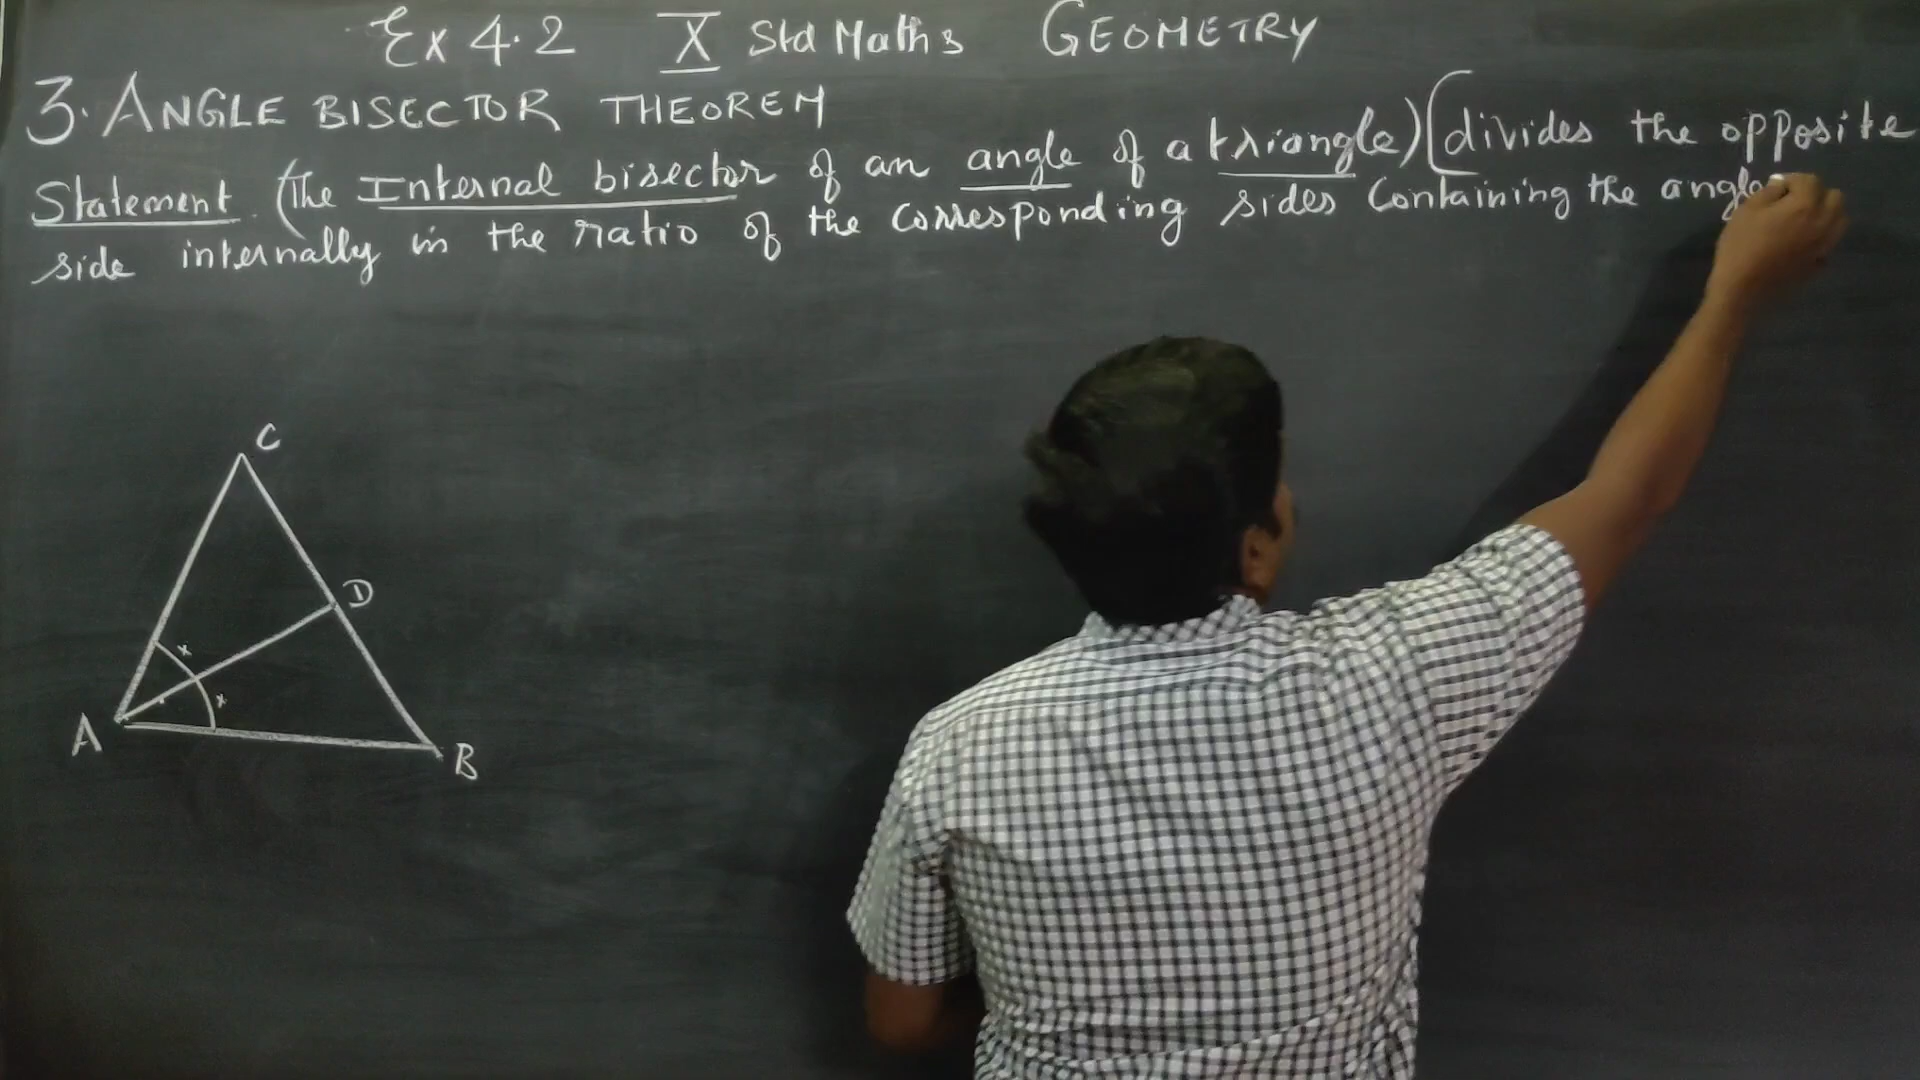 Ex 4.2 X Std Maths GEOMETRY
3. ANGLE BISECTOR THEOREM
Statement. (The Internal bisector of an angle of a triangle) (divides the opposite
side internally in the ratio of the corresponding sides containing the angle
C
D
x
x
A
B